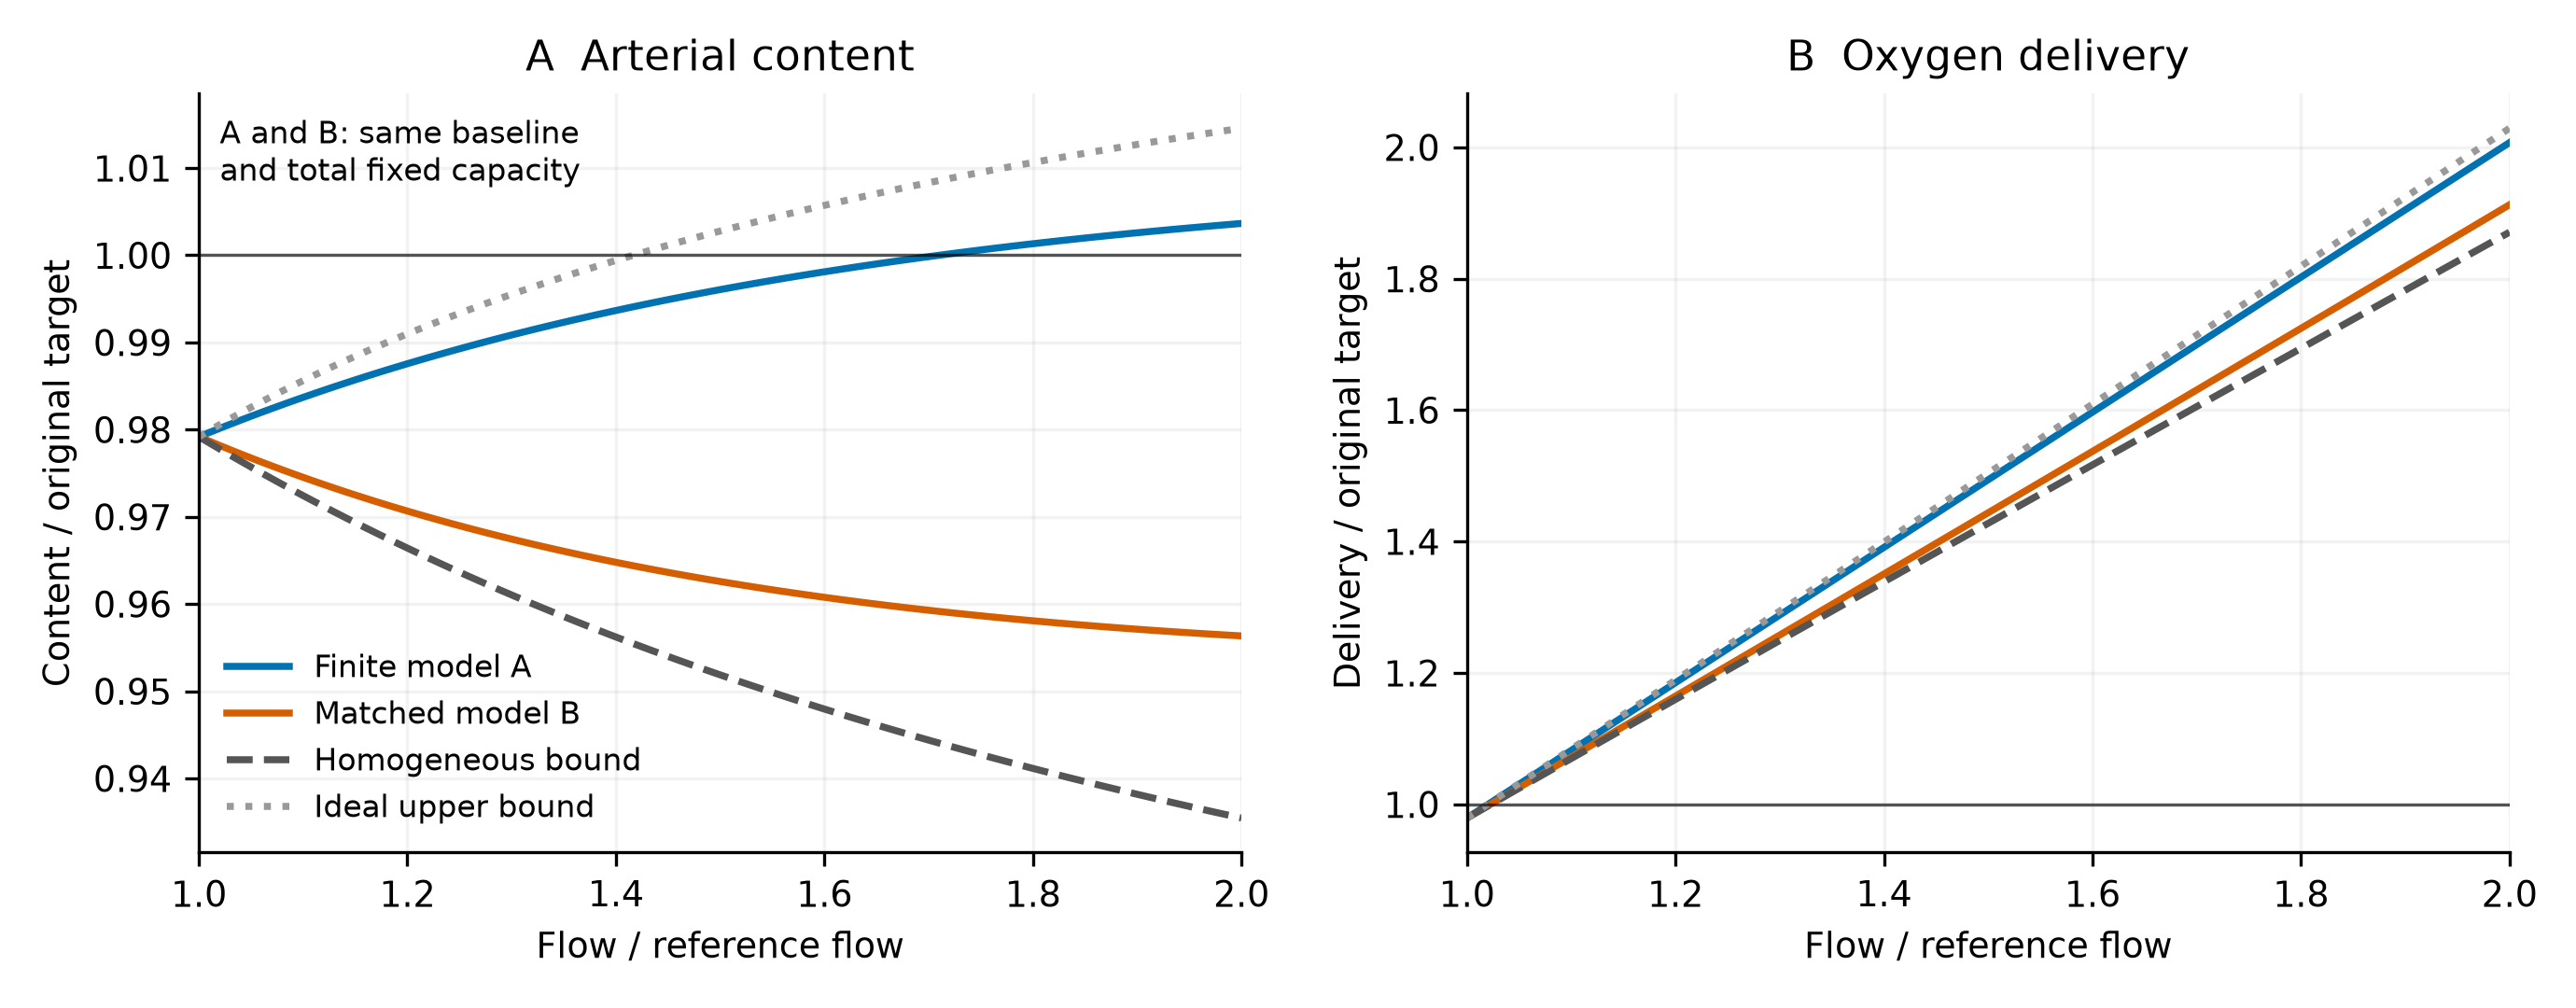 A  Arterial content
A and B: same baseline
and total fixed capacity
Content / original target
1.01
1.00
0.99
0.98
0.97
0.96
0.95
0.94
Finite model A
Matched model B
Homogeneous bound
Ideal upper bound
1.0 1.2 1.4 1.6 1.8 2.0
Flow / reference flow
B  Oxygen delivery
Delivery / original target
2.0
1.8
1.6
1.4
1.2
1.0
1.0 1.2 1.4 1.6 1.8 2.0
Flow / reference flow